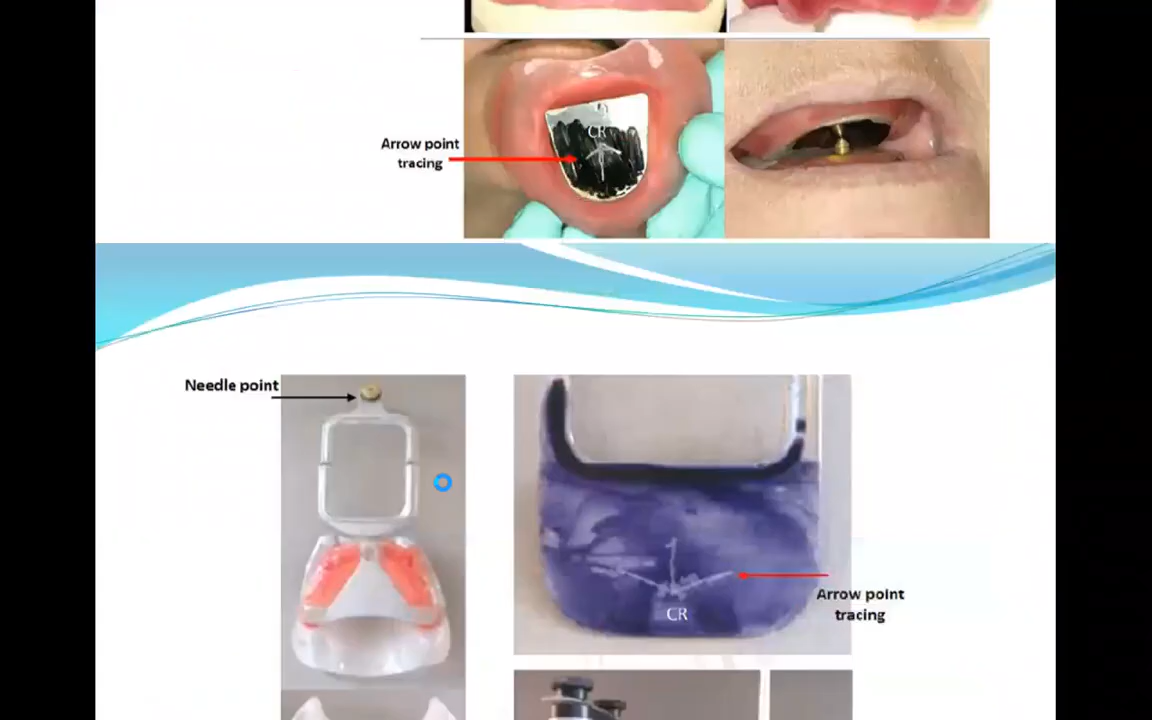 CR
Arrow point
tracing
Needle point
CR
Arrow point
tracing